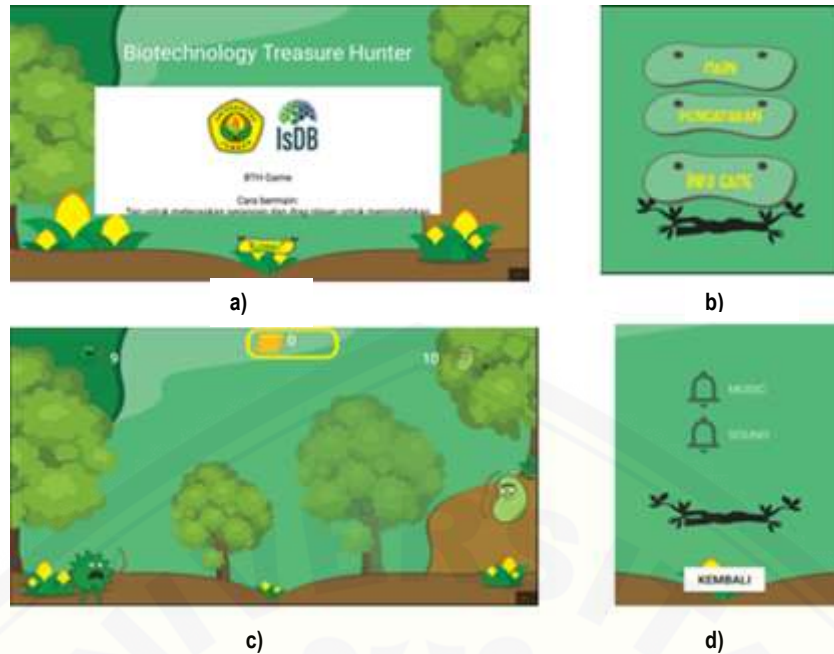 Biotechnology Treasure Hunter
IsDB
BTH Game
Cara bermain:
a)
MAIN
PENGATURAN
INFO GAME
b)
9
0
10
c)
MUSIC
SOUND
KEMBALI
d)